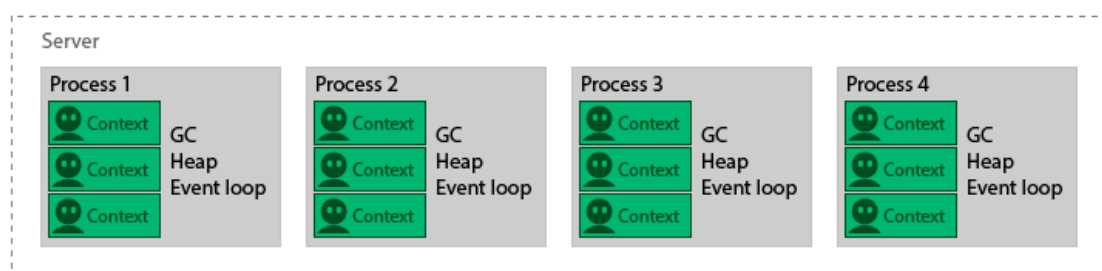 Server
Process 1
Context
Context
Context
GC
Heap
Event loop
Process 2
Context
Context
Context
GC
Heap
Event loop
Process 3
Context
Context
Context
GC
Heap
Event loop
Process 4
Context
Context
Context
GC
Heap
Event loop